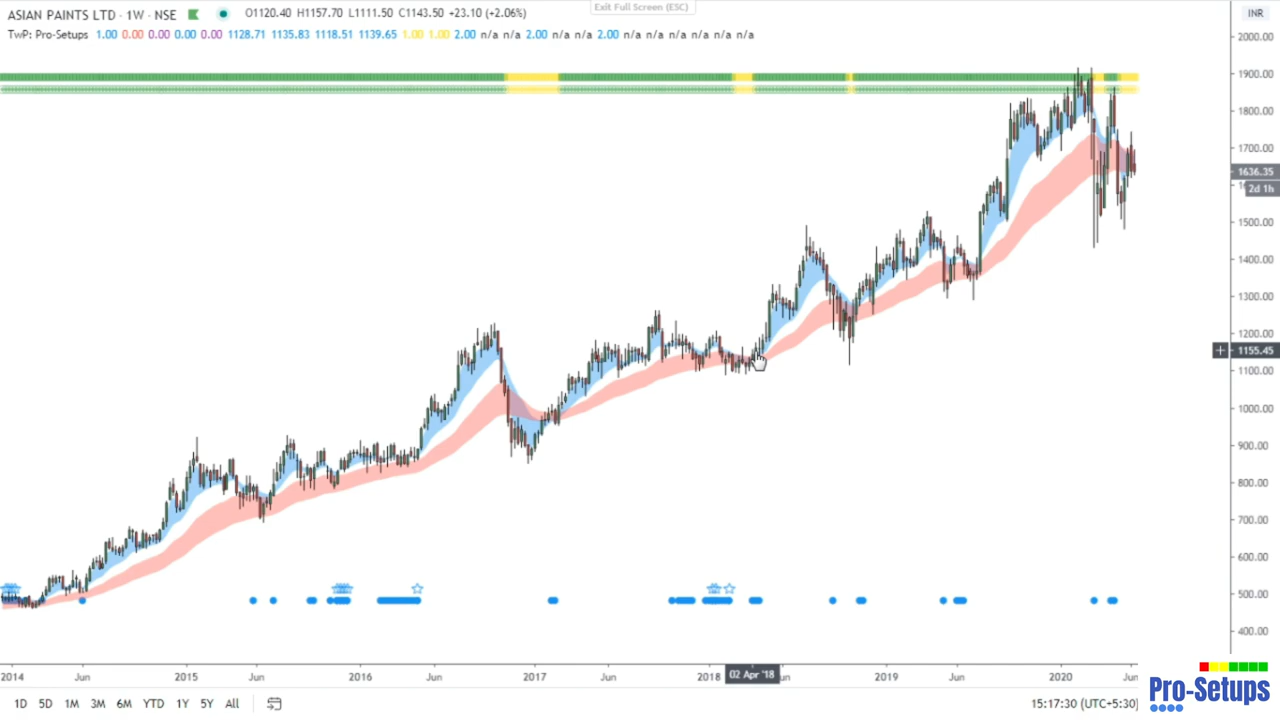 ASIAN PAINTS LTD · 1W · NSE O1120.40 H1157.70 L1111.50 C1143.50 +23.10 (+2.06%)
Exit Full Screen (ESC)
INR
TwP: Pro-Setups 1.00 0.00 0.00 0.00 0.00 1128.71 1135.83 1118.51 1139.65 1.00 1.00 2.00 n/a n/a 2.00 n/a n/a 2.00 n/a n/a n/a n/a n/a n/a
2000.00
1900.00
1800.00
1700.00
1636.35
2d 1h
1500.00
1400.00
1300.00
1200.00
1155.45
1100.00
1000.00
900.00
800.00
700.00
600.00
500.00
400.00
2014 Jun 2015 Jun 2016 Jun 2017 Jun 2018 02 Apr '18 2019 Jun 2020 Jun
1D 5D 1M 3M 6M YTD 1Y 5Y All
15:17:30 (UTC+5:30)
Pro-Setups